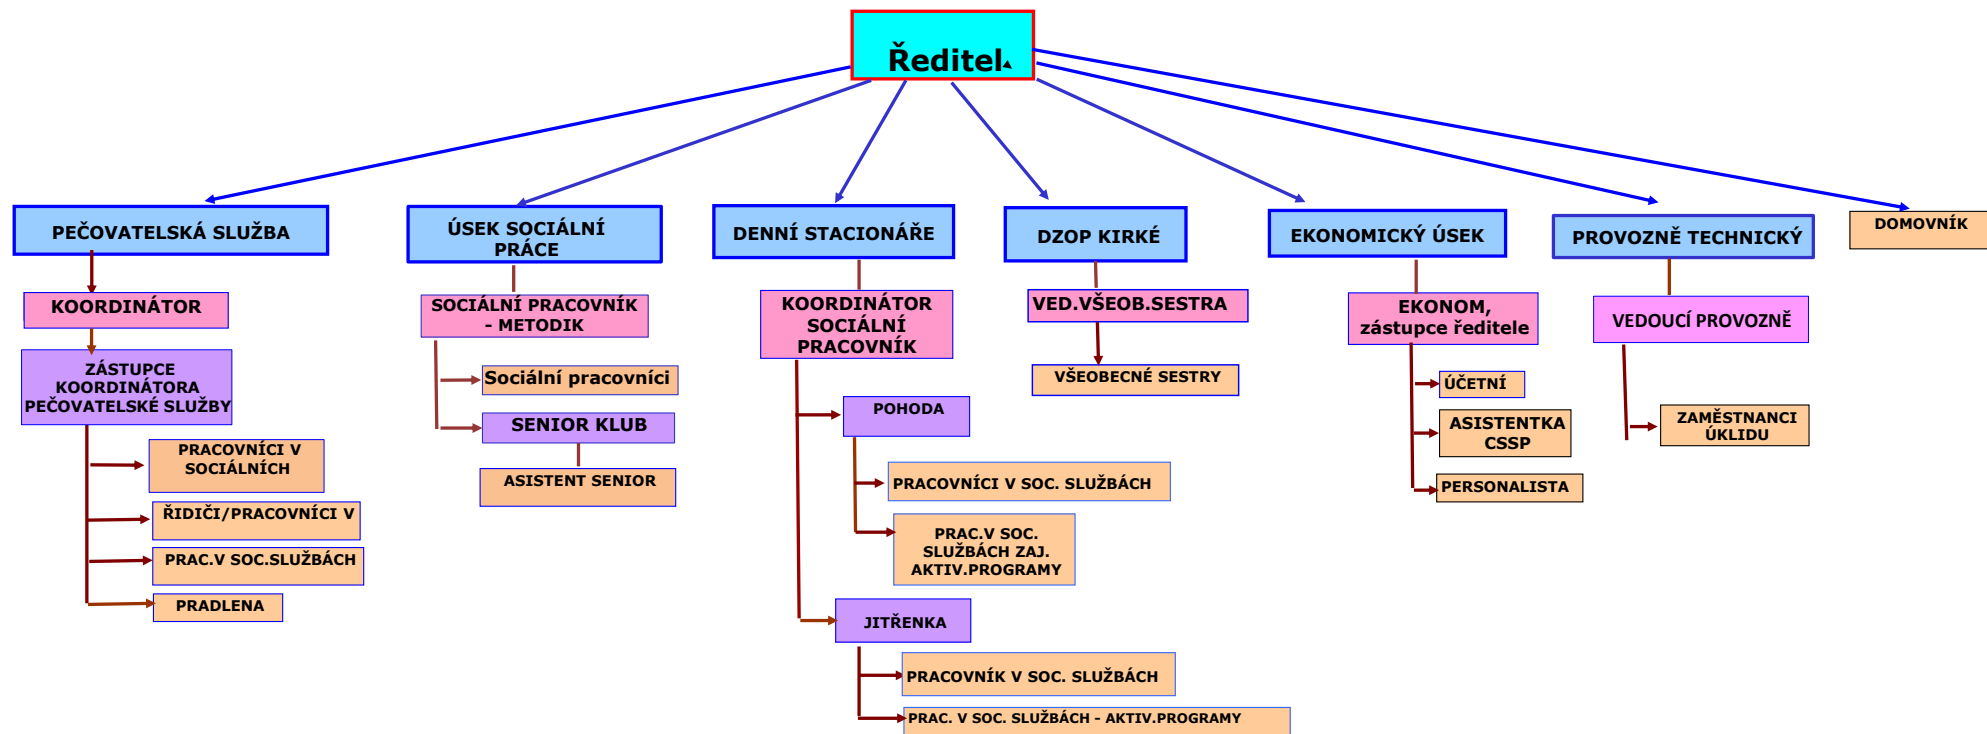 Ředitel
PEČOVATELSKÁ SLUŽBA
KOORDINÁTOR
ZÁSTUPCE
KOORDINÁTORA
PEČOVATELSKÉ SLUŽBY
PRACOVNÍCI V
SOCIÁLNÍCH
ŘIDIČI/PRACOVNÍCI V
PRAC.V SOC.SLUŽBÁCH
PRADLENA
ÚSEK SOCIÁLNÍ
PRÁCE
SOCIÁLNÍ PRACOVNÍK
- METODIK
Sociální pracovníci
SENIOR KLUB
ASISTENT SENIOR
DENNÍ STACIONÁŘE
KOORDINÁTOR
SOCIÁLNÍ
PRACOVNÍK
POHODA
PRACOVNÍCI V SOC. SLUŽBÁCH
PRAC.V SOC.
SLUŽBÁCH ZAJ.
AKTIV.PROGRAMY
JITŘENKA
PRACOVNÍK V SOC. SLUŽBÁCH
PRAC. V SOC. SLUŽBÁCH - AKTIV.PROGRAMY
DZOP KIRKÉ
VED.VŠEOB.SESTRA
VŠEOBECNÉ SESTRY
EKONOMICKÝ ÚSEK
EKONOM,
zástupce ředitele
ÚČETNÍ
ASISTENTKA
CSSP
PERSONALISTA
PROVOZNĚ TECHNICKÝ
VEDOUCÍ PROVOZNĚ
ZAMĚSTNANCI
ÚKLIDU
DOMOVNÍK